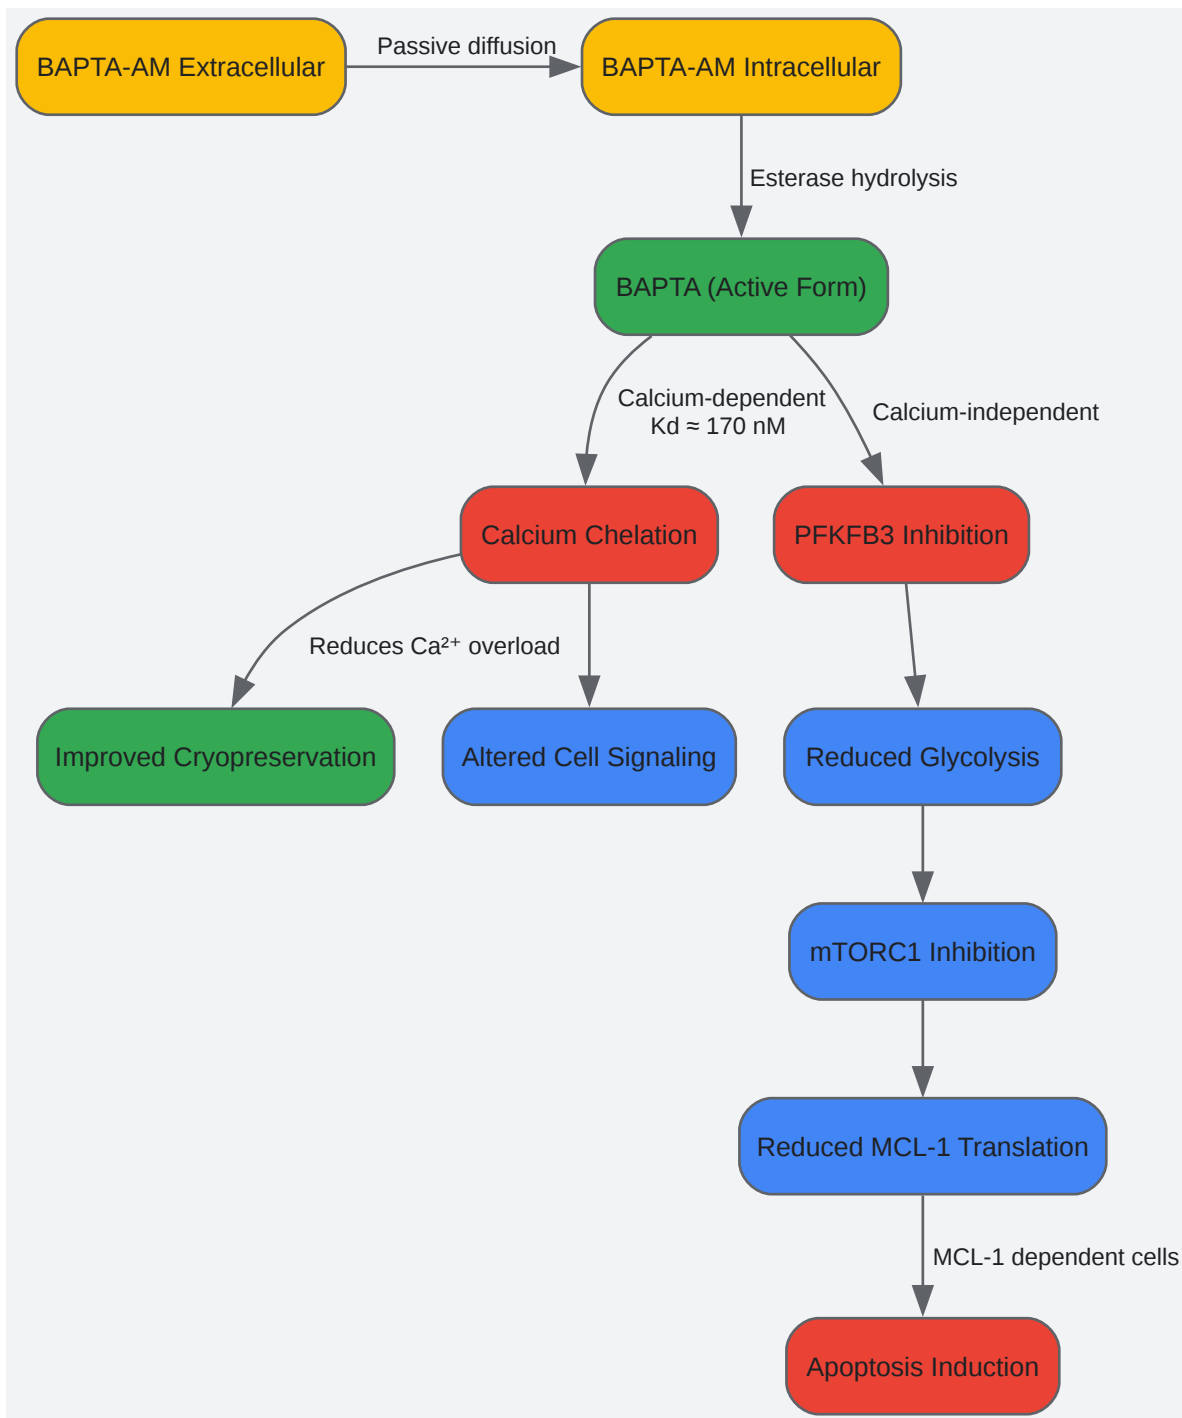 BAPTA-AM Extracellular
Passive diffusion
BAPTA-AM Intracellular
Esterase hydrolysis
BAPTA (Active Form)
Calcium-dependent
Kd ≈ 170 nM
Calcium-independent
Calcium Chelation
PFKFB3 Inhibition
Reduces Ca²⁺ overload
Improved Cryopreservation
Altered Cell Signaling
Reduced Glycolysis
mTORC1 Inhibition
Reduced MCL-1 Translation
MCL-1 dependent cells
Apoptosis Induction